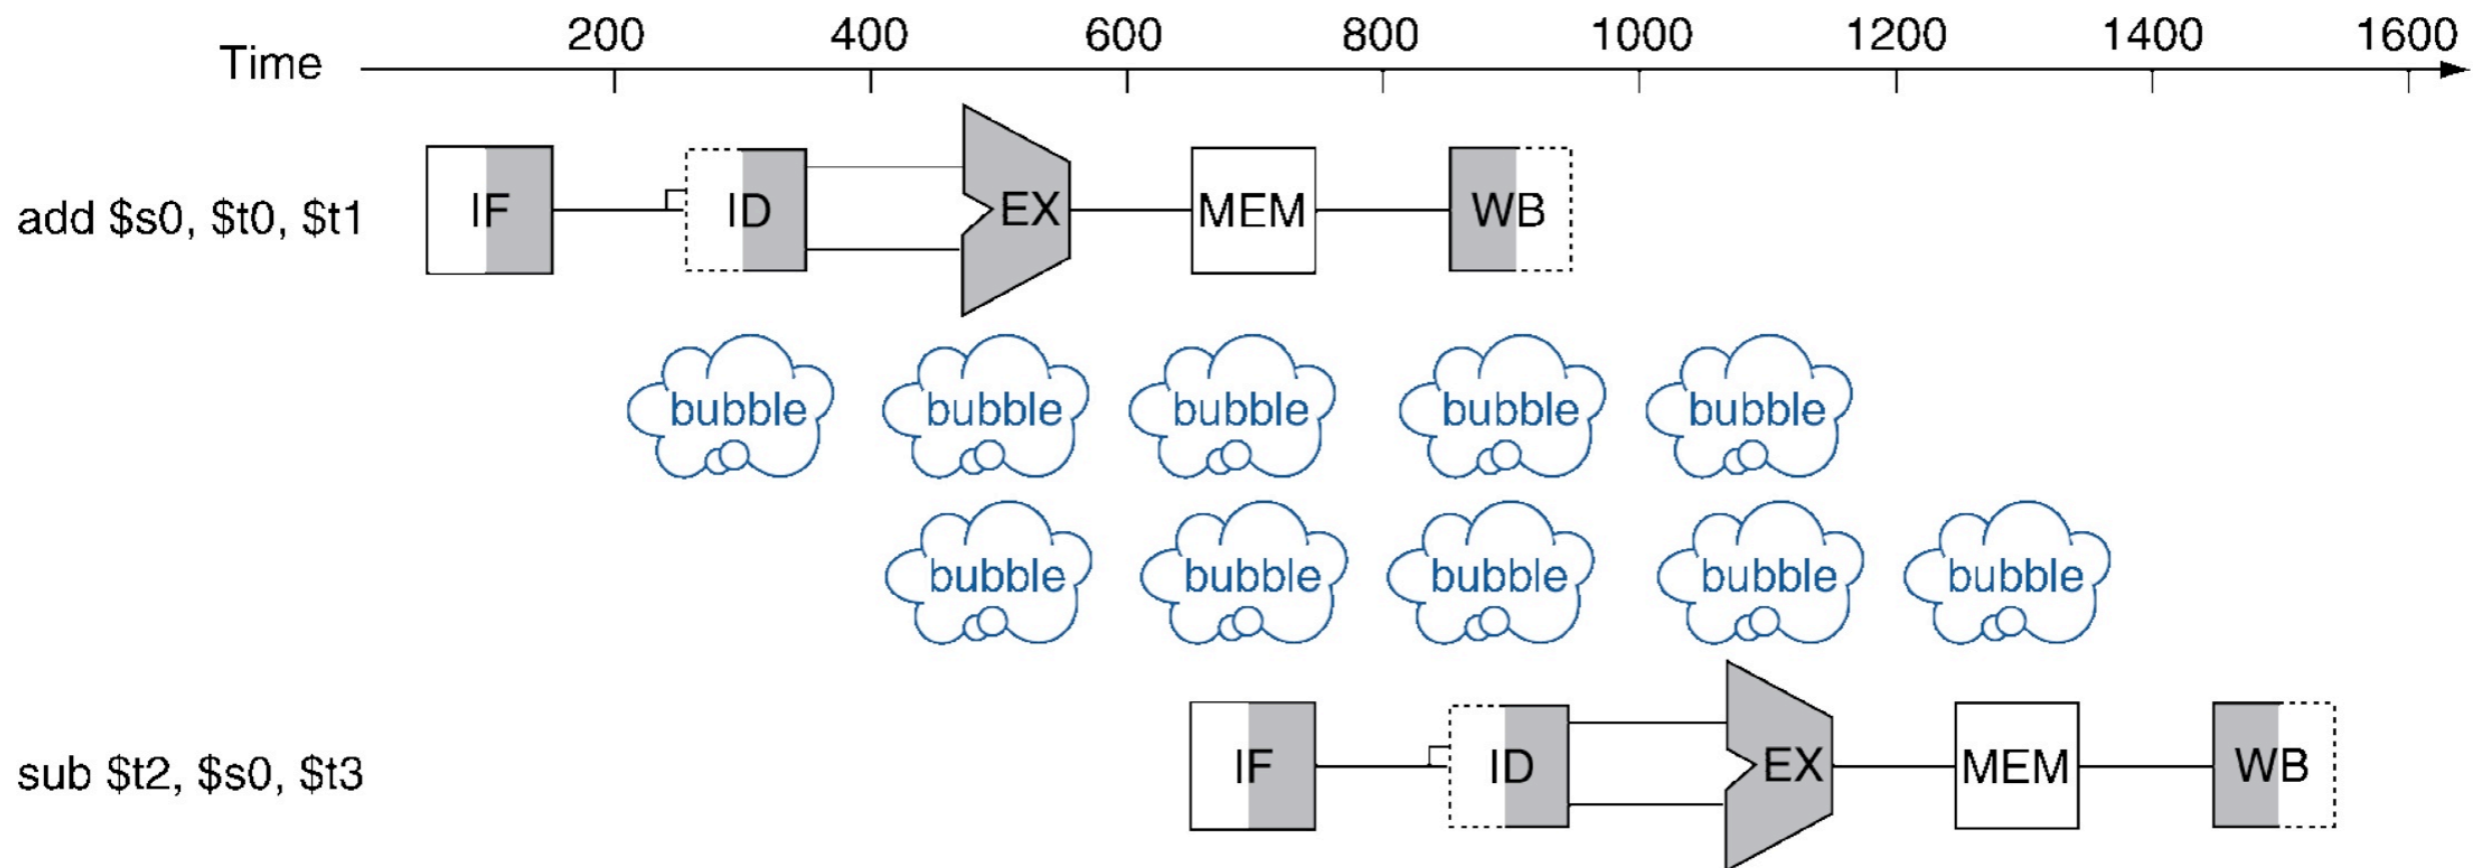 200 400 600 800 1000 1200 1400 1600
Time
add $s0, $t0, $t1 IF ID EX MEM WB
bubble bubble bubble bubble bubble
bubble bubble bubble bubble bubble
sub $t2, $s0, $t3 IF ID EX MEM WB